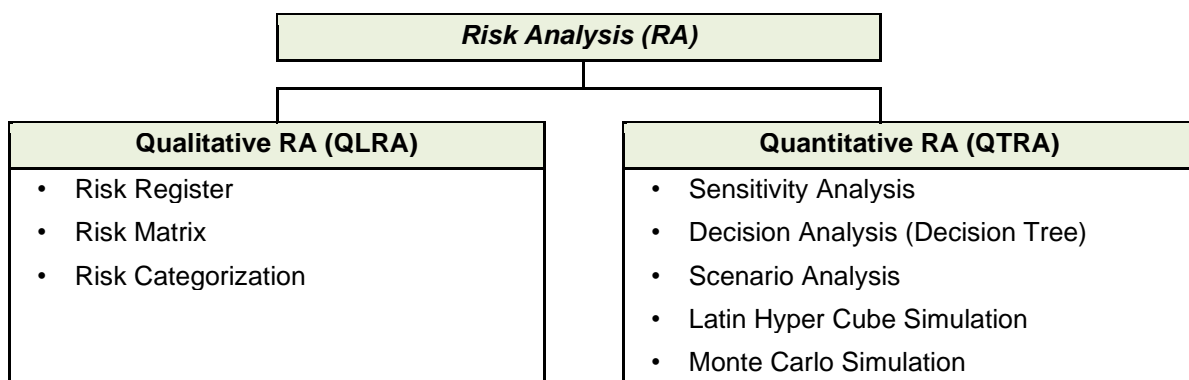 Risk Analysis (RA)
Qualitative RA (QLRA)
• Risk Register
• Risk Matrix
• Risk Categorization
Quantitative RA (QTRA)
• Sensitivity Analysis
• Decision Analysis (Decision Tree)
• Scenario Analysis
• Latin Hyper Cube Simulation
• Monte Carlo Simulation